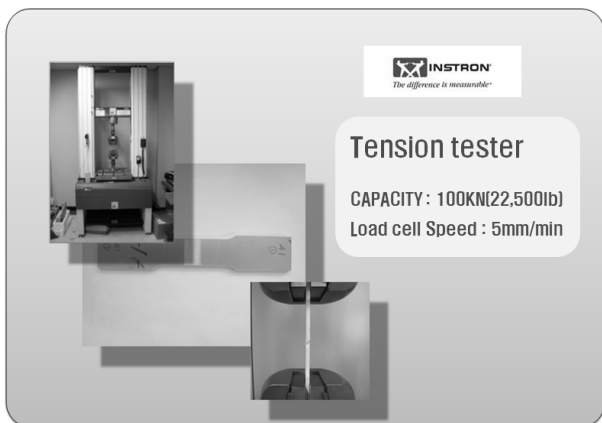 INSTRON®
The difference is measurable®
Tension tester
CAPACITY : 100KN(22,500lb)
Load cell Speed : 5mm/min